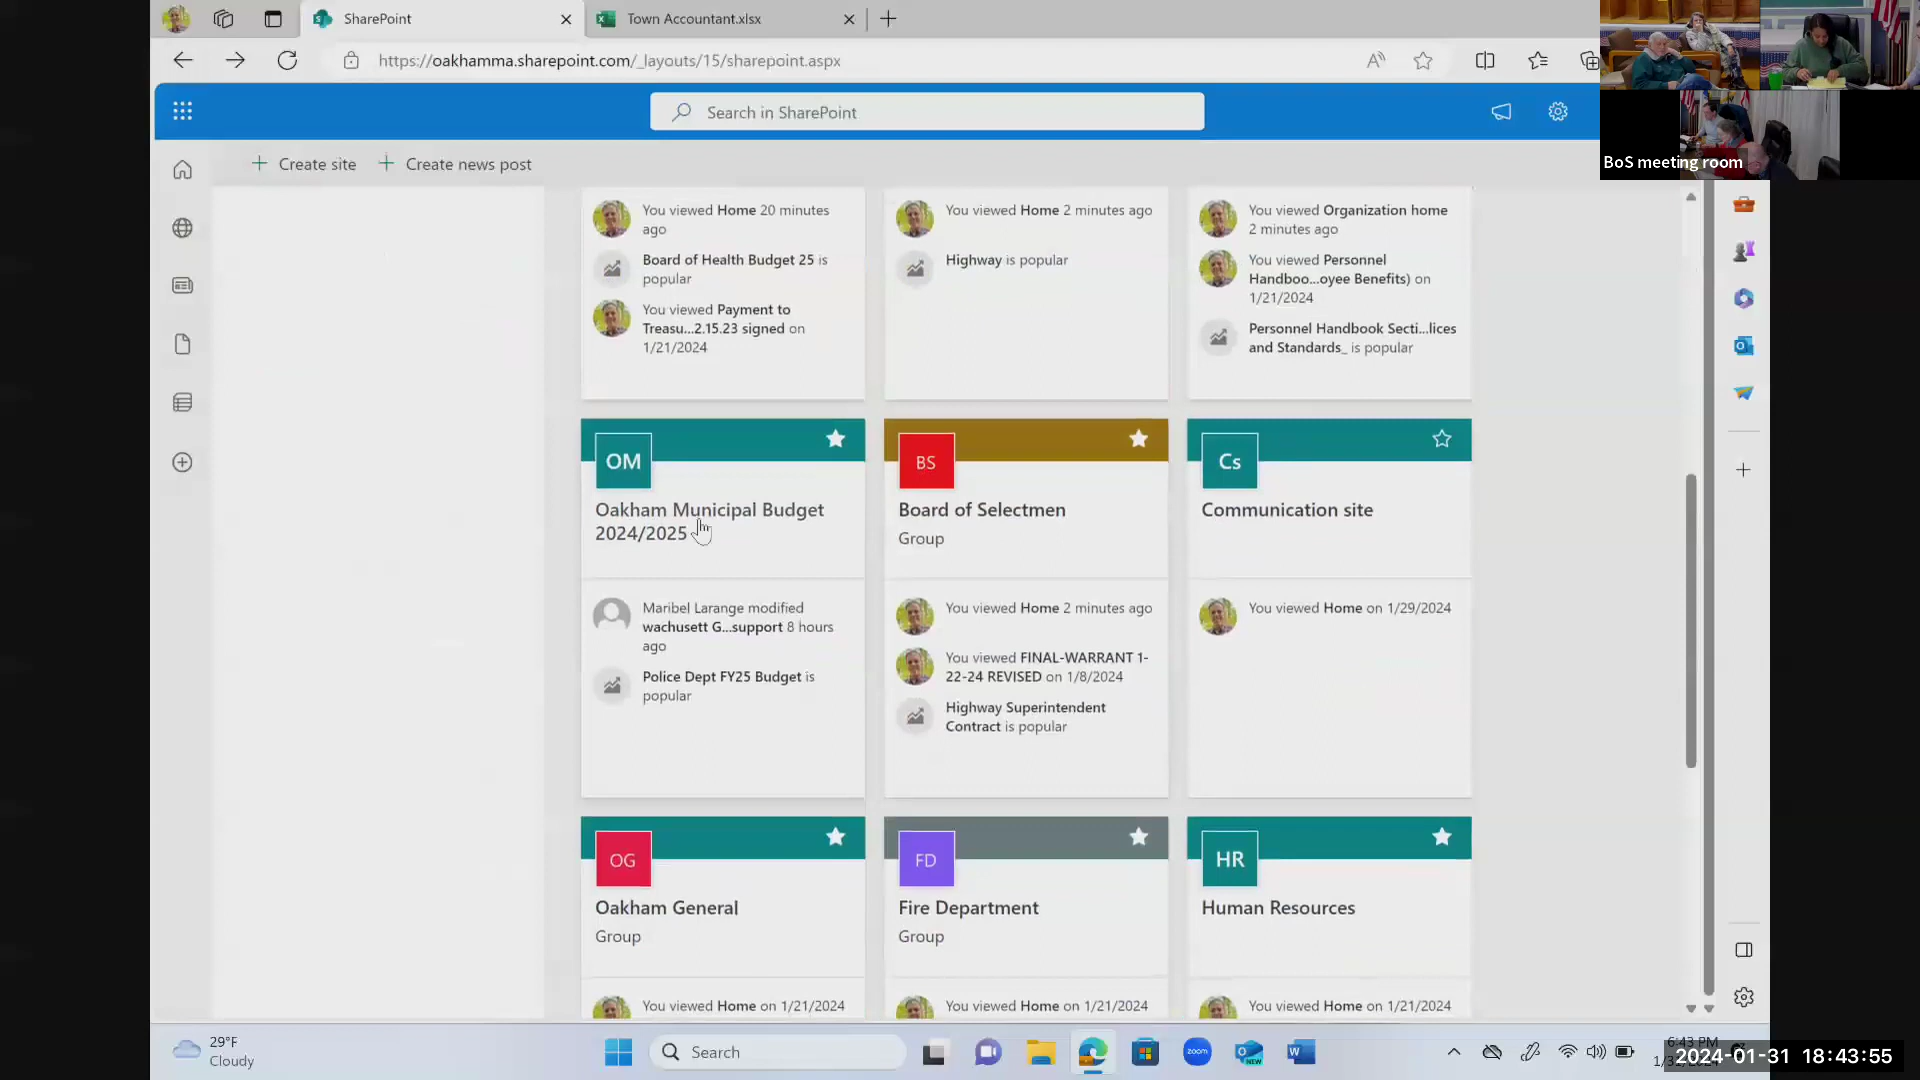 SharePoint
Town Accountant.xlsx
https://oakhamma.sharepoint.com/_layouts/15/sharepoint.aspx
BoS meeting room
Search in SharePoint
Create site
Create news post
You viewed Home 20 minutes
ago
Board of Health Budget 25 is
popular
You viewed Payment to
Treasu...2.15.23 signed on
1/21/2024
You viewed Home 2 minutes ago
Highway is popular
You viewed Organization home
2 minutes ago
You viewed Personnel
Handboo...oyee Benefits) on
1/21/2024
Personnel Handbook Secti...lices
and Standards_ is popular
OM
Oakham Municipal Budget
2024/2025
Maribel Larange modified
wachusett G...support 8 hours
ago
Police Dept FY25 Budget is
popular
BS
Board of Selectmen
Group
You viewed Home 2 minutes ago
You viewed FINAL-WARRANT 1-
22-24 REVISED on 1/8/2024
Highway Superintendent
Contract is popular
Cs
Communication site
You viewed Home on 1/29/2024
OG
Oakham General
Group
You viewed Home on 1/21/2024
FD
Fire Department
Group
You viewed Home on 1/21/2024
HR
Human Resources
You viewed Home on 1/21/2024
29°F
Cloudy
Search
zoom
NEW
6:43 PM
2024-01-31 18:43:55